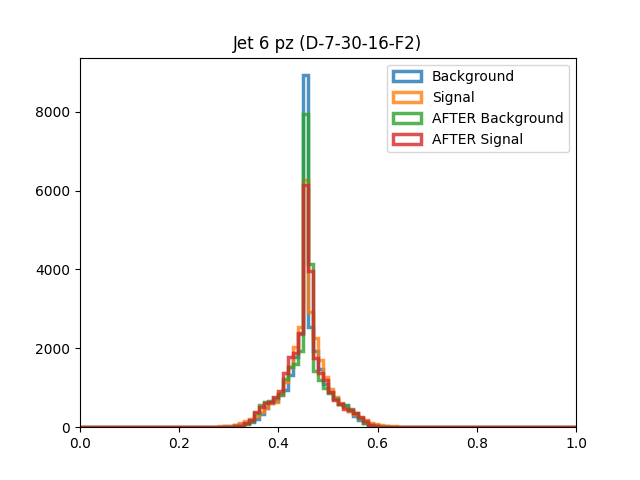 Jet 6 pz (D-7-30-16-F2)
Background
Signal
AFTER Background
AFTER Signal
8000
6000
4000
2000
0
0.0 0.2 0.4 0.6 0.8 1.0